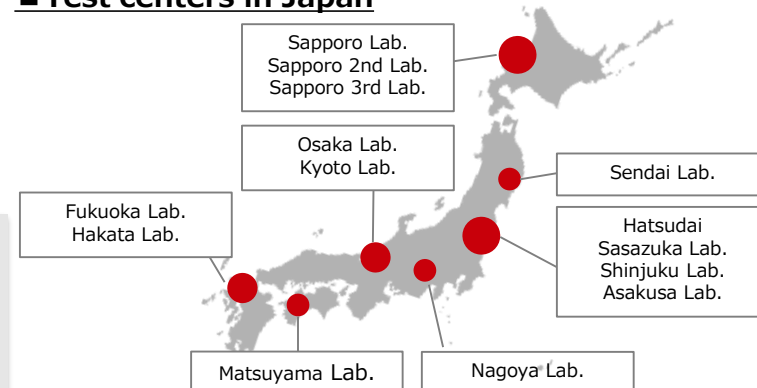 ■ Test centers in Japan
Sapporo Lab.
Sapporo 2nd Lab.
Sapporo 3rd Lab.
Osaka Lab.
Kyoto Lab.
Sendai Lab.
Fukuoka Lab.
Hakata Lab.
Hatsudai
Sasazuka Lab.
Shinjuku Lab.
Asakusa Lab.
Matsuyama Lab.
Nagoya Lab.